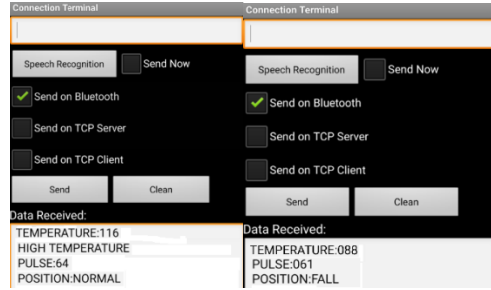 Connection Terminal
Speech Recognition
Send Now
Send on Bluetooth
Send on TCP Server
Send on TCP Client
Send
Clean
Data Received:
TEMPERATURE:116
HIGH TEMPERATURE
PULSE:64
POSITION:NORMAL
Connection Terminal
Speech Recognition
Send Now
Send on Bluetooth
Send on TCP Server
Send on TCP Client
Send
Clean
Data Received:
TEMPERATURE:088
PULSE:061
POSITION:FALL